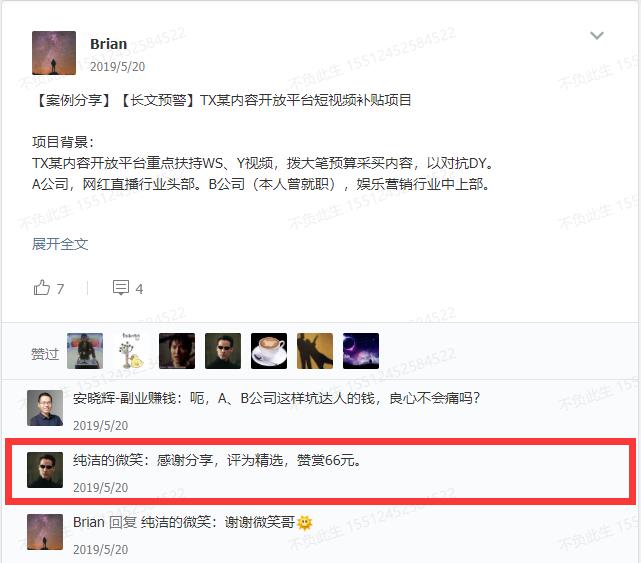 Brian
2019/5/20
【案例分享】【长文预警】TX某内容开放平台短视频补贴项目
项目背景：
TX某内容开放平台重点扶持WS、Y视频，拨大笔预算采买内容，以对抗DY。
A公司，网红直播行业头部。B公司（本人曾就职），娱乐营销行业中上部。
展开全文
7
4
赞过
安晓辉-副业赚钱：呃，A、B公司这样坑达人的钱，良心不会痛吗？
2019/5/20
纯洁的微笑：感谢分享，评为精选，赞赏66元。
2019/5/20
Brian 回复 纯洁的微笑：谢谢微笑哥🌞
2019/5/20
不负此生 15512452584522